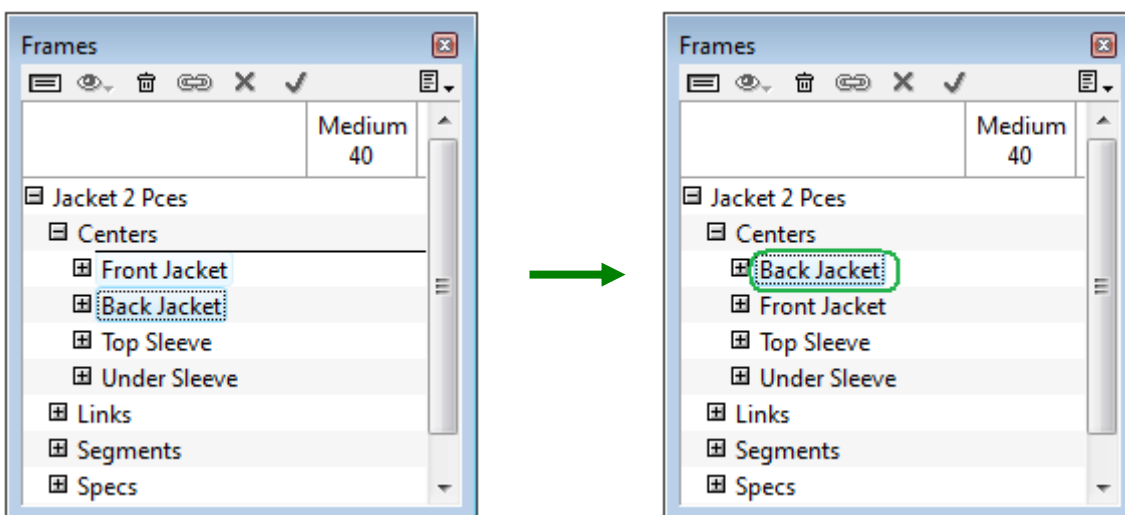 Frames
Medium
40
Jacket 2 Pces
Centers
Front Jacket
Back Jacket
Top Sleeve
Under Sleeve
Links
Segments
Specs
Frames
Medium
40
Jacket 2 Pces
Centers
Back Jacket
Front Jacket
Top Sleeve
Under Sleeve
Links
Segments
Specs